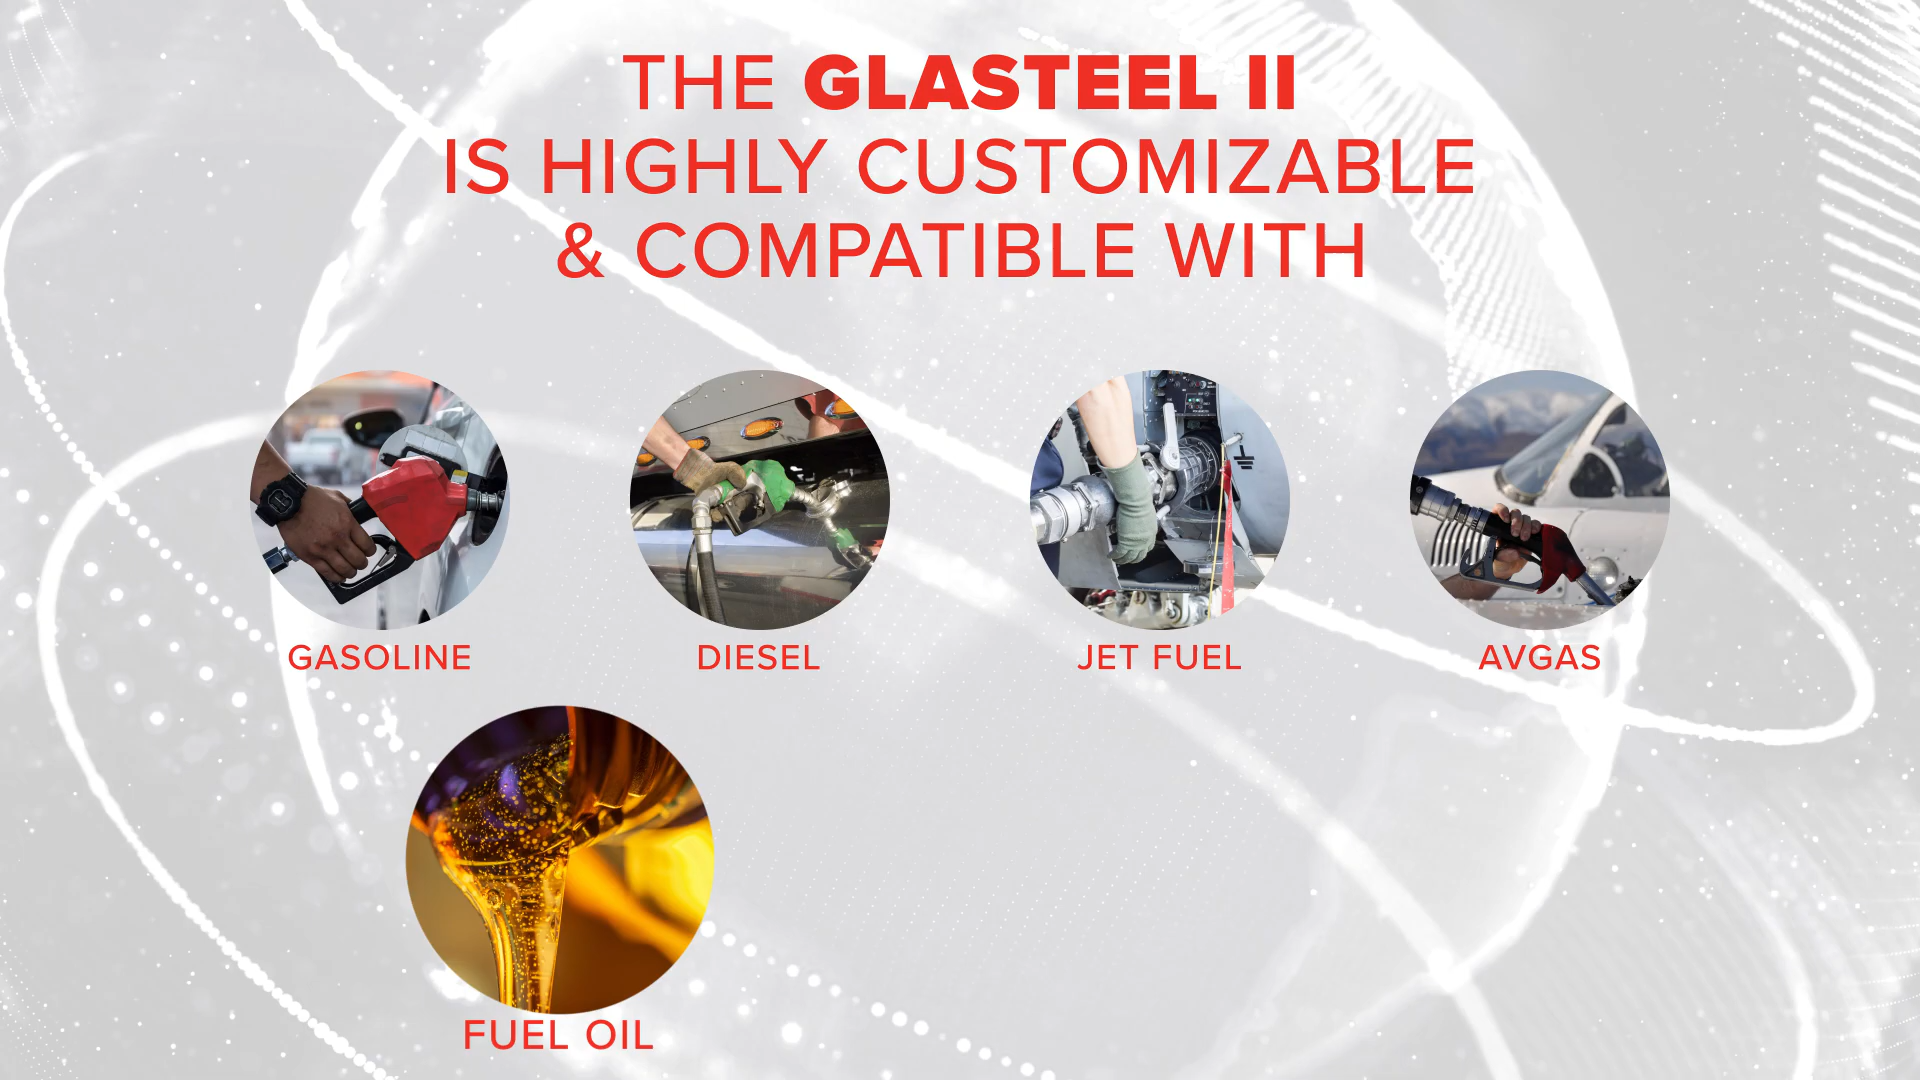 THE GLASTEEL II
IS HIGHLY CUSTOMIZABLE
& COMPATIBLE WITH
GASOLINE
DIESEL
JET FUEL
AVGAS
FUEL OIL